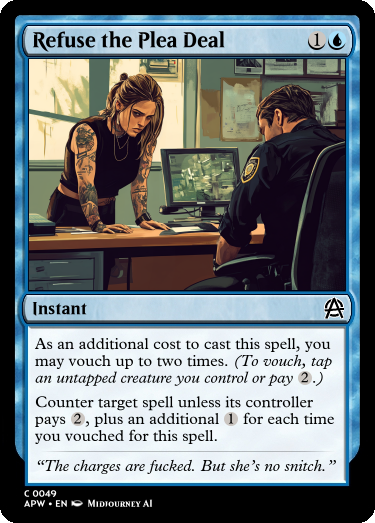 Refuse the Plea Deal 1
Instant
As an additional cost to cast this spell, you
may vouch up to two times. (To vouch, tap
an untapped creature you control or pay 2.)
Counter target spell unless its controller
pays 2, plus an additional 1 for each time
you vouched for this spell.
“The charges are fucked. But she’s no snitch.”
C 0049
APW • EN Midjourney AI